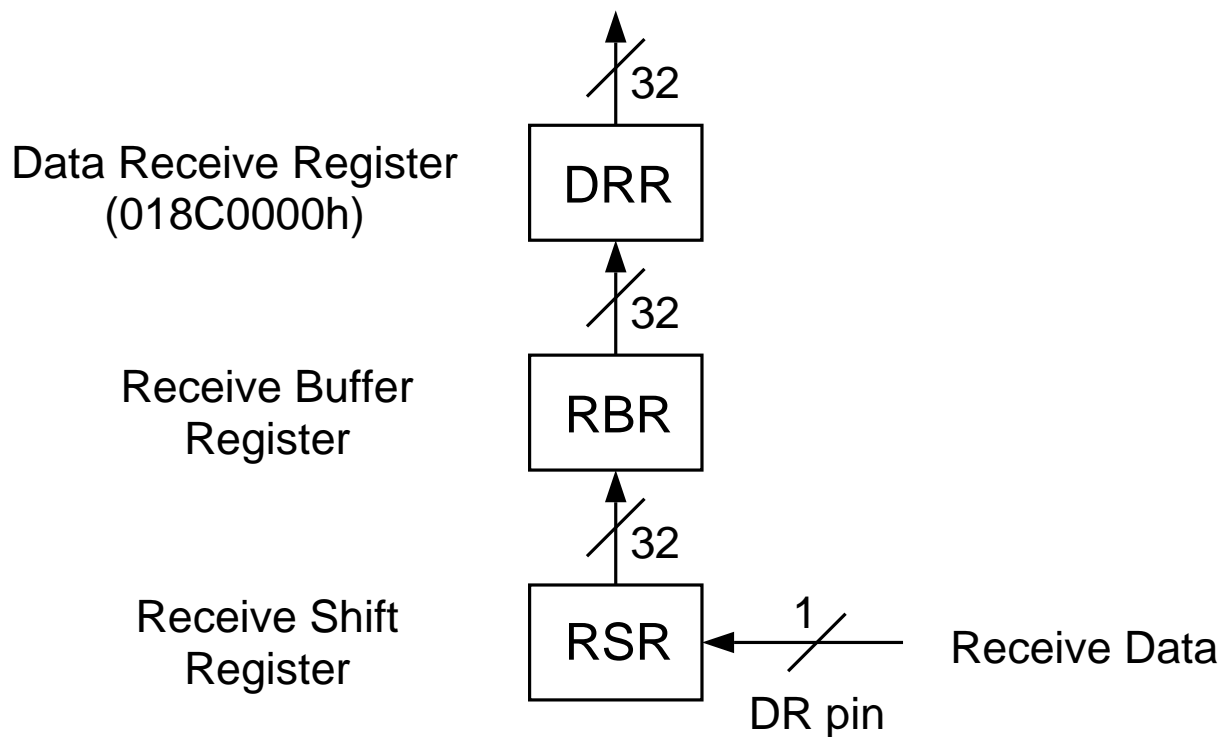 32
Data Receive Register
(018C0000h)
DRR
32
Receive Buffer
Register
RBR
32
Receive Shift
Register
RSR
1
DR pin
Receive Data